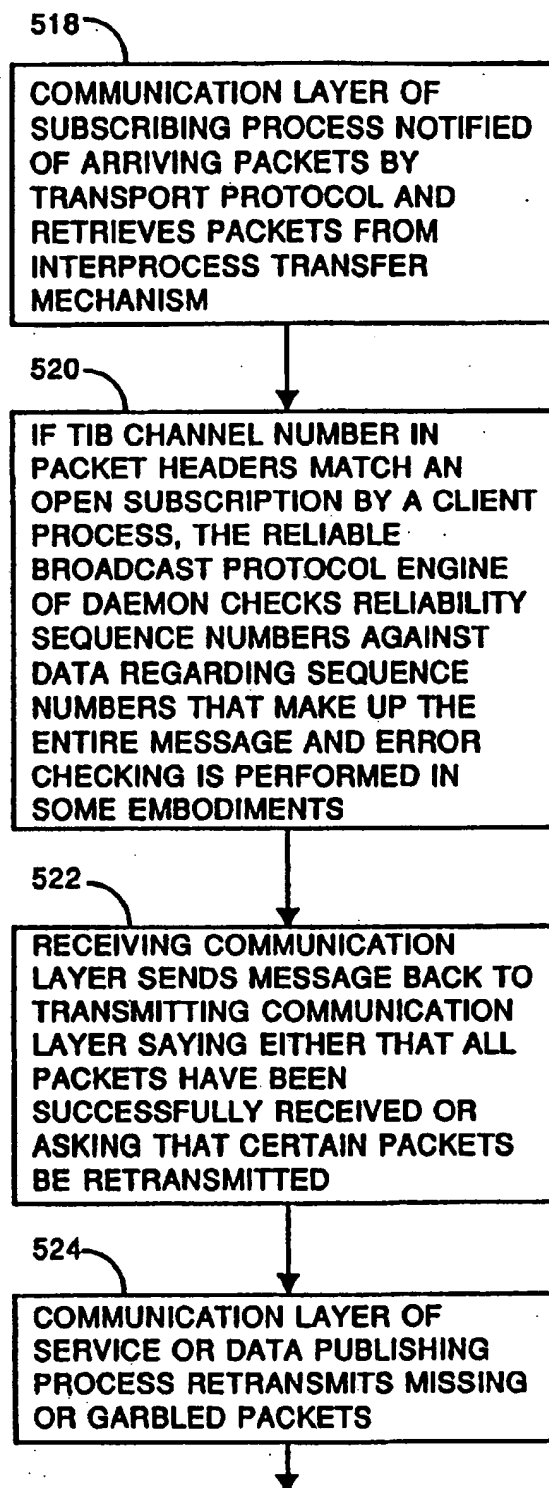 518
COMMUNICATION LAYER OF
SUBSCRIBING PROCESS NOTIFIED
OF ARRIVING PACKETS BY
TRANSPORT PROTOCOL AND
RETRIEVES PACKETS FROM
INTERPROCESS TRANSFER
MECHANISM
520
IF TIB CHANNEL NUMBER IN
PACKET HEADERS MATCH AN
OPEN SUBSCRIPTION BY A CLIENT
PROCESS, THE RELIABLE
BROADCAST PROTOCOL ENGINE
OF DAEMON CHECKS RELIABILITY
SEQUENCE NUMBERS AGAINST
DATA REGARDING SEQUENCE
NUMBERS THAT MAKE UP THE
ENTIRE MESSAGE AND ERROR
CHECKING IS PERFORMED IN
SOME EMBODIMENTS
522
RECEIVING COMMUNICATION
LAYER SENDS MESSAGE BACK TO
TRANSMITTING COMMUNICATION
LAYER SAYING EITHER THAT ALL
PACKETS HAVE BEEN
SUCCESSFULLY RECEIVED OR
ASKING THAT CERTAIN PACKETS
BE RETRANSMITTED
524
COMMUNICATION LAYER OF
SERVICE OR DATA PUBLISHING
PROCESS RETRANSMITS MISSING
OR GARBLED PACKETS